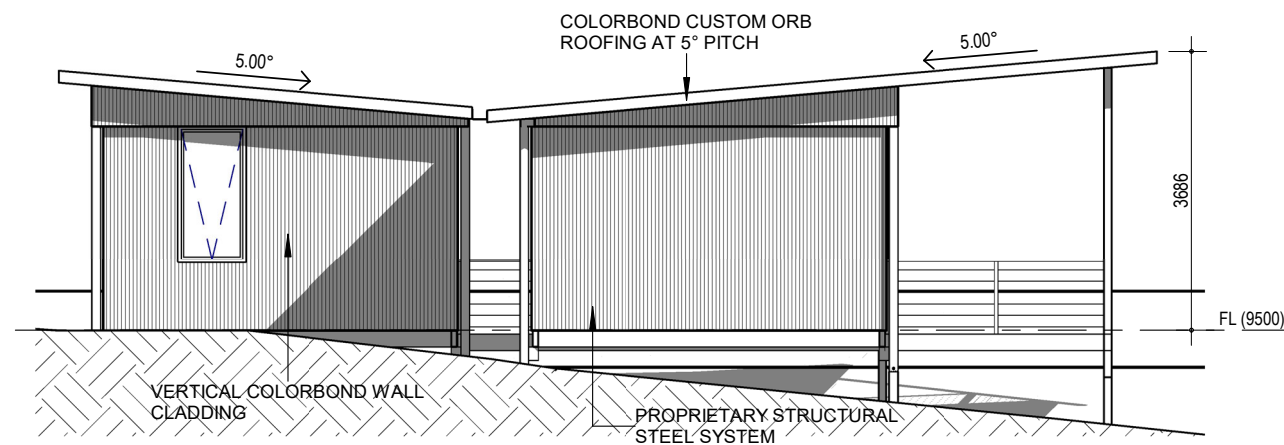 COLORBOND CUSTOM ORB
ROOFING AT 5° PITCH
5.00°
5.00°
3686
FL (9500)
VERTICAL COLORBOND WALL
CLADDING
PROPRIETARY STRUCTURAL
STEEL SYSTEM